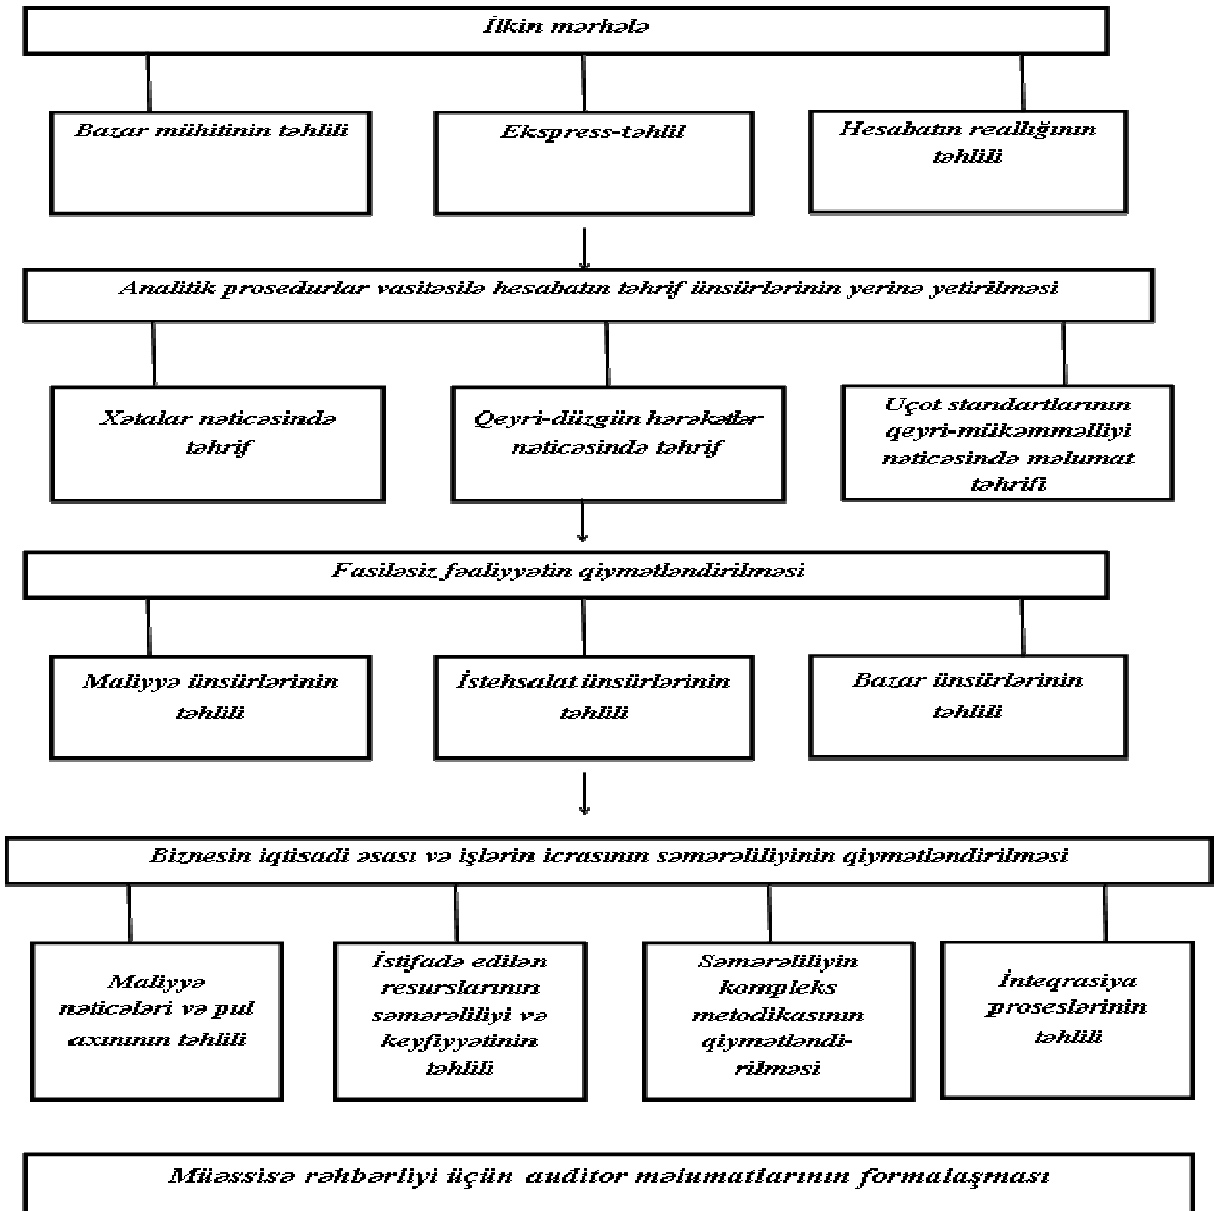 İlkin mərhələ
Bazar mühitinin təhlili
Ekspress-təhlil
Hesabatın reallığının
təhlili
Analitik prosedurlar vasitəsilə hesabatın təhrif ünsürlərinin yerinə yetirilməsi
Xətalar nəticəsində
təhrif
Qeyri-düzgün hərəkətlər
nəticəsində təhrif
Uçot standartlarının
qeyri-mükəmməlliyi
nəticəsində məlumat
təhrifi
Fasiləsiz fəaliyyətin qiymətləndirilməsi
Maliyyə ünsürlərinin
təhlili
İstehsalat ünsürlərinin
təhlili
Bazar ünsürlərinin
təhlili
Biznesin iqtisadi əsası və işlərin icrasının səmərəliliyinin qiymətləndirilməsi
Maliyyə
nəticələri və pul
axınının təhlili
İstifadə edilən
resurslarının
səmərəliliyi və
keyfiyyətinin
təhlili
Səmərəliliyin
kompleks
metodikasının
qiymətləndi-
rilməsi
İnteqrasiya
proseslərinin
təhlili
Müəssisə rəhbərliyi üçün auditor məlumatlarının formalaşması